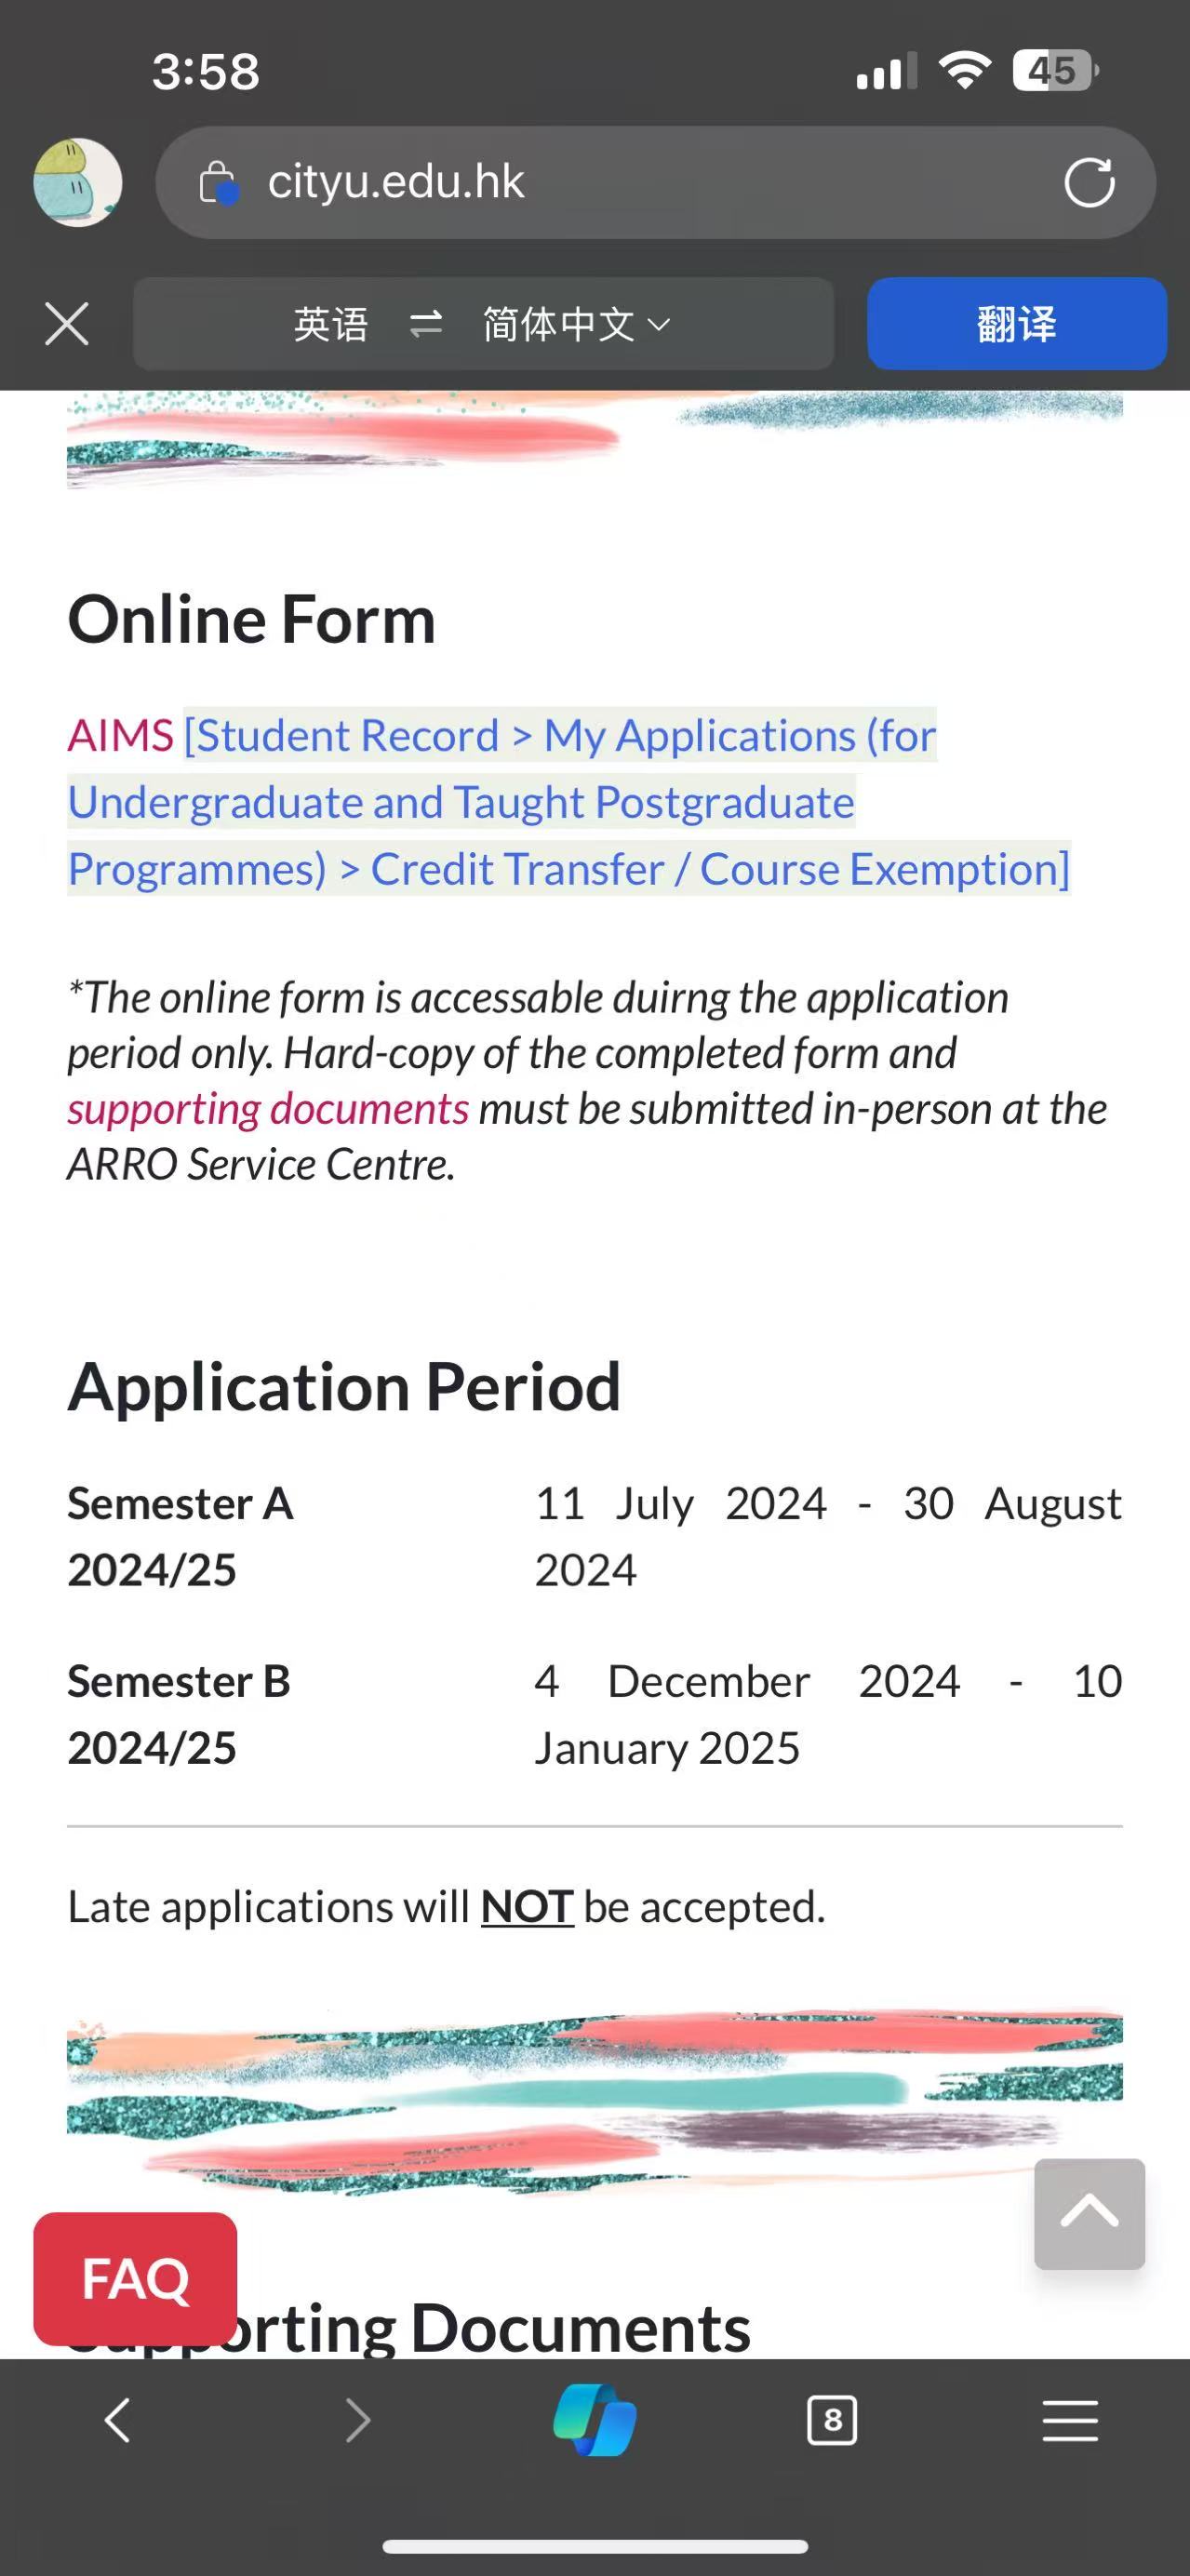 3:58
45
cityu.edu.hk
英语 ⇌ 简体中文
翻译
Online Form
AIMS [Student Record > My Applications (for
Undergraduate and Taught Postgraduate
Programmes) > Credit Transfer / Course Exemption]
*The online form is accessable duirng the application
period only. Hard-copy of the completed form and
supporting documents must be submitted in-person at the
ARRO Service Centre.
Application Period
Semester A 11 July 2024 - 30 August
2024/25 2024
Semester B 4 December 2024 - 10
2024/25 January 2025
Late applications will NOT be accepted.
FAQ
orting Documents
8